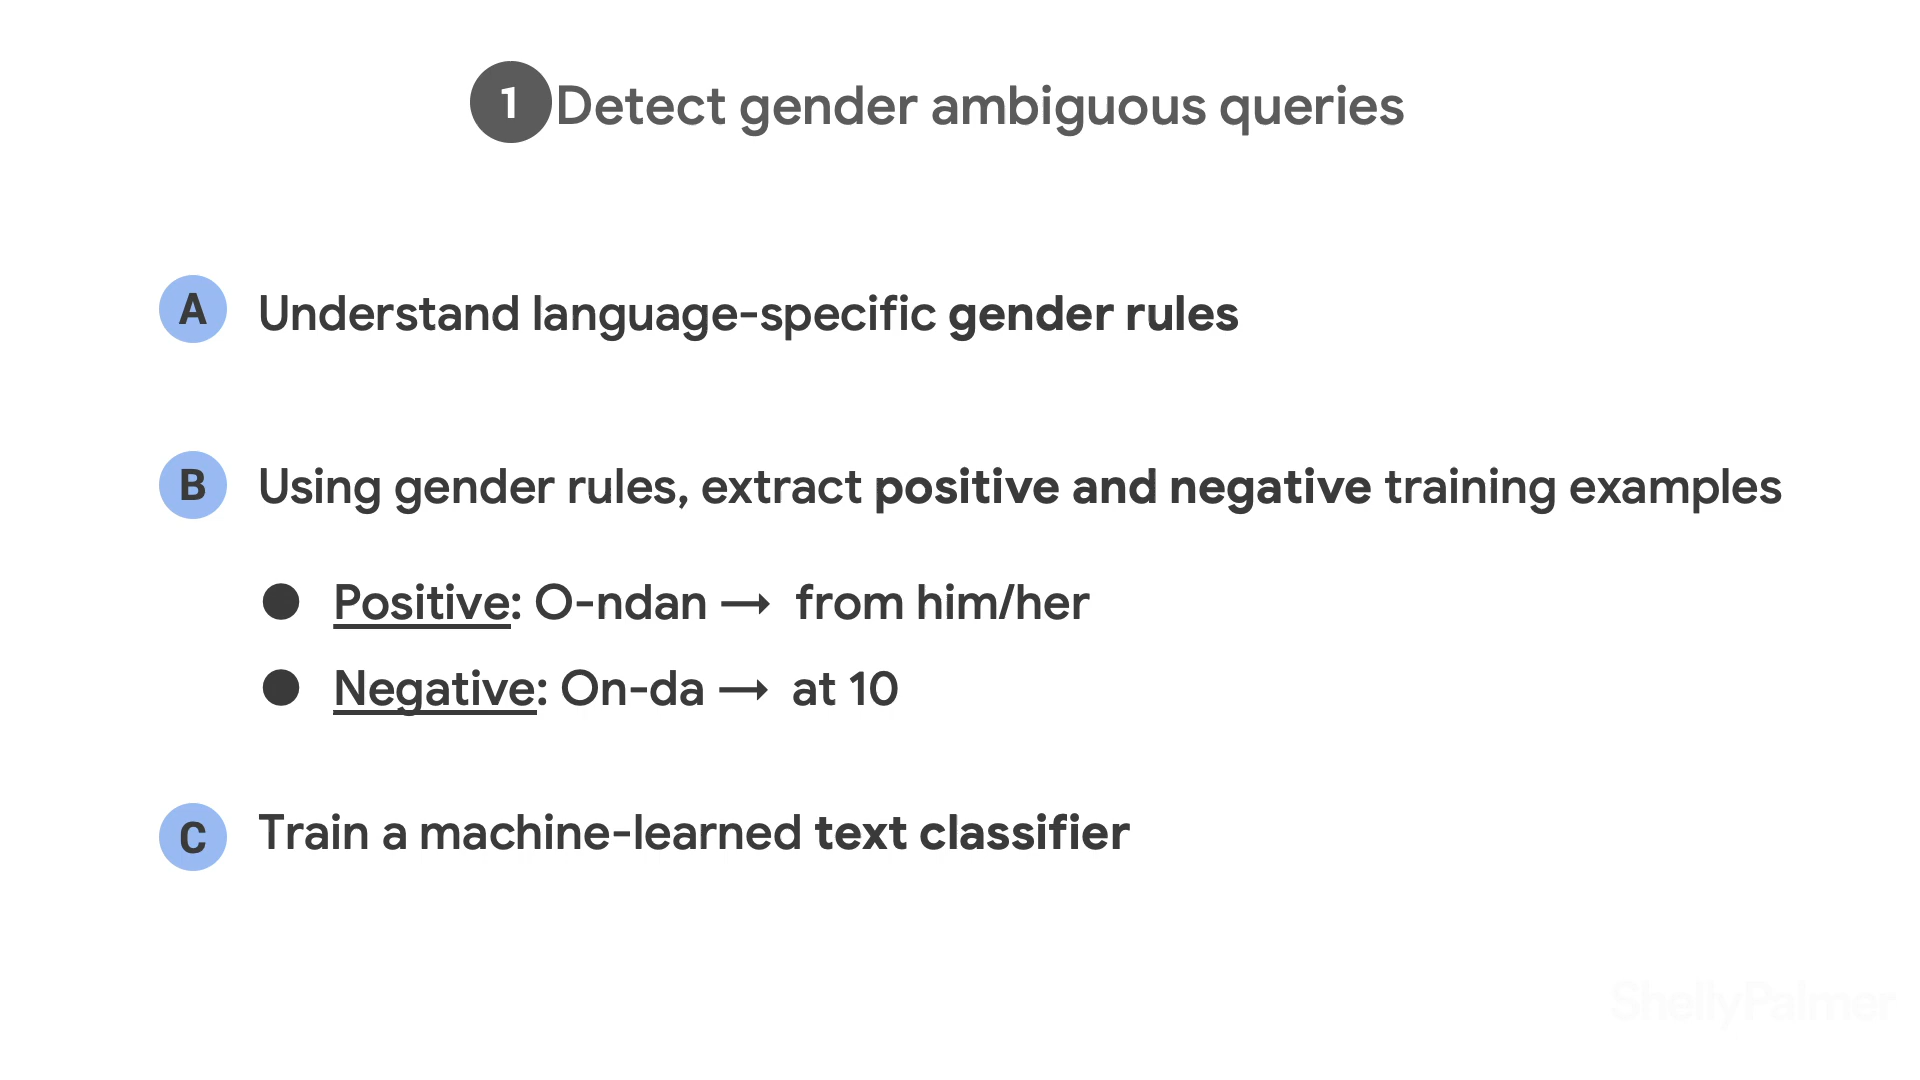 1 Detect gender ambiguous queries
A Understand language-specific gender rules
B Using gender rules, extract positive and negative training examples
● Positive: O-ndan → from him/her
● Negative: On-da → at 10
C Train a machine-learned text classifier
ShellyPalmer